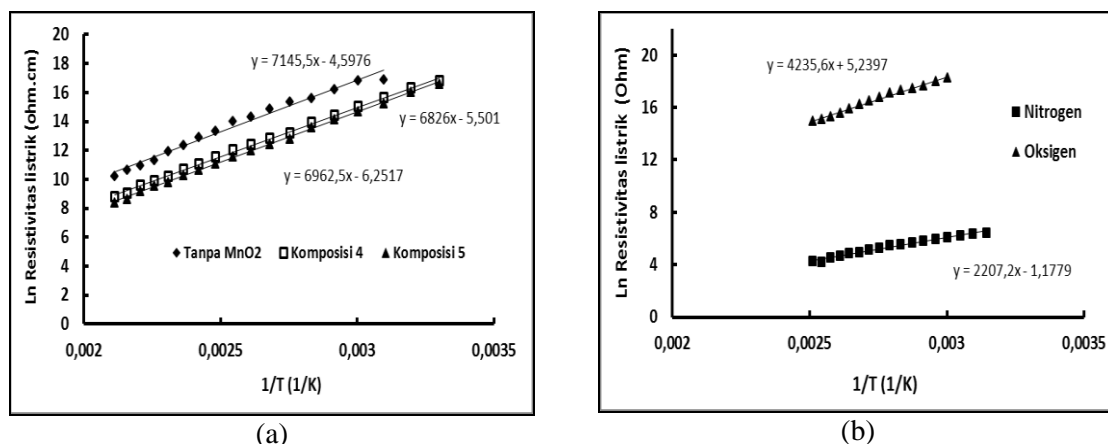 Ln Resistivitas listrik (ohm.cm)
20
18
16
14
12
10
8
6
4
2
0
y = 7145,5x - 4,5976
y = 6826x - 5,501
y = 6962,5x - 6,2517
Tanpa MnO2
Komposisi 4
Komposisi 5
0,002
0,0025
0,003
0,0035
1/T (1/K)
(a)
Ln Resistivitas listrik (Ohm)
20
16
12
8
4
0
y = 4235,6x + 5,2397
Nitrogen
Oksigen
y = 2207,2x - 1,1779
0,002
0,0025
0,003
0,0035
1/T (1/K)
(b)